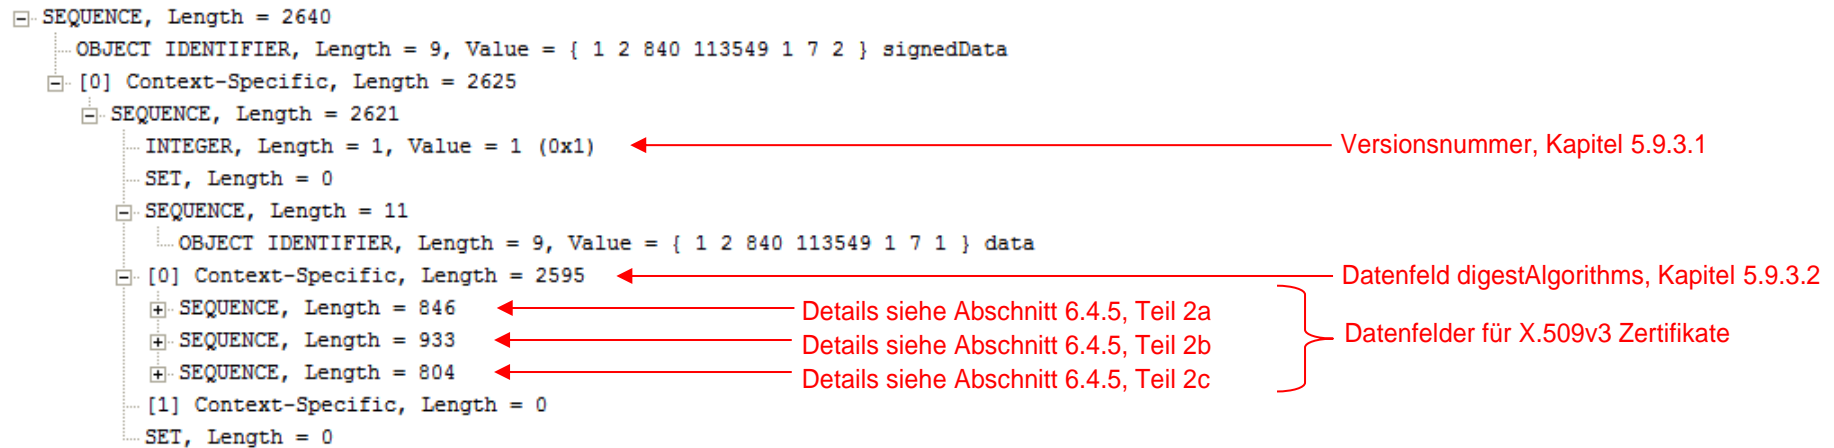 SEQUENCE, Length = 2640
OBJECT IDENTIFIER, Length = 9, Value = { 1 2 840 113549 1 7 2 } signedData
[0] Context-Specific, Length = 2625
SEQUENCE, Length = 2621
INTEGER, Length = 1, Value = 1 (0x1) Versionsnummer, Kapitel 5.9.3.1
SET, Length = 0
SEQUENCE, Length = 11
OBJECT IDENTIFIER, Length = 9, Value = { 1 2 840 113549 1 7 1 } data
[0] Context-Specific, Length = 2595 Datenfeld digestAlgorithms, Kapitel 5.9.3.2
SEQUENCE, Length = 846 Details siehe Abschnitt 6.4.5, Teil 2a
SEQUENCE, Length = 933 Details siehe Abschnitt 6.4.5, Teil 2b Datenfelder für X.509v3 Zertifikate
SEQUENCE, Length = 804 Details siehe Abschnitt 6.4.5, Teil 2c
[1] Context-Specific, Length = 0
SET, Length = 0